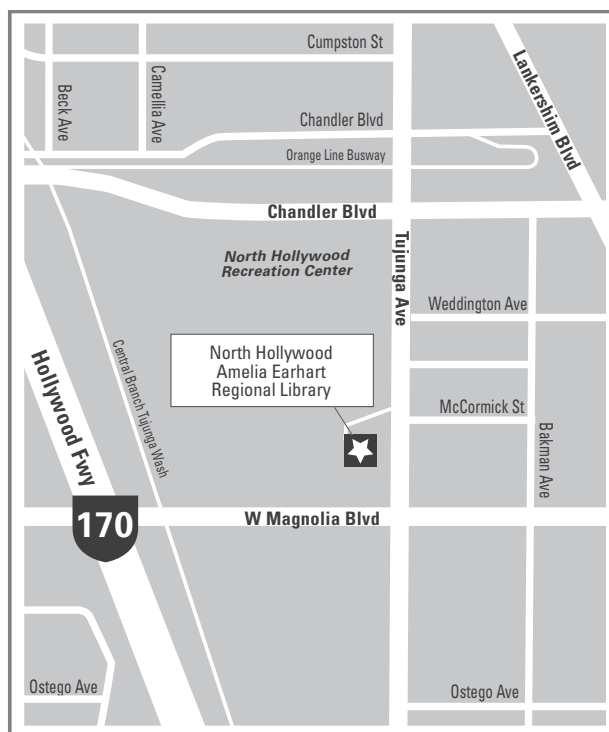 Cumpston St
Beck Ave
Camellia Ave
Lankershim Blvd
Chandler Blvd
Orange Line Busway
Chandler Blvd
North Hollywood
Recreation Center
Tujunga Ave
Weddington Ave
North Hollywood
Amelia Earhart
Regional Library
Central Branch Tujunga Wash
Hollywood Fwy
McCormick St
Bakman Ave
170
W Magnolia Blvd
Ostego Ave
Ostego Ave